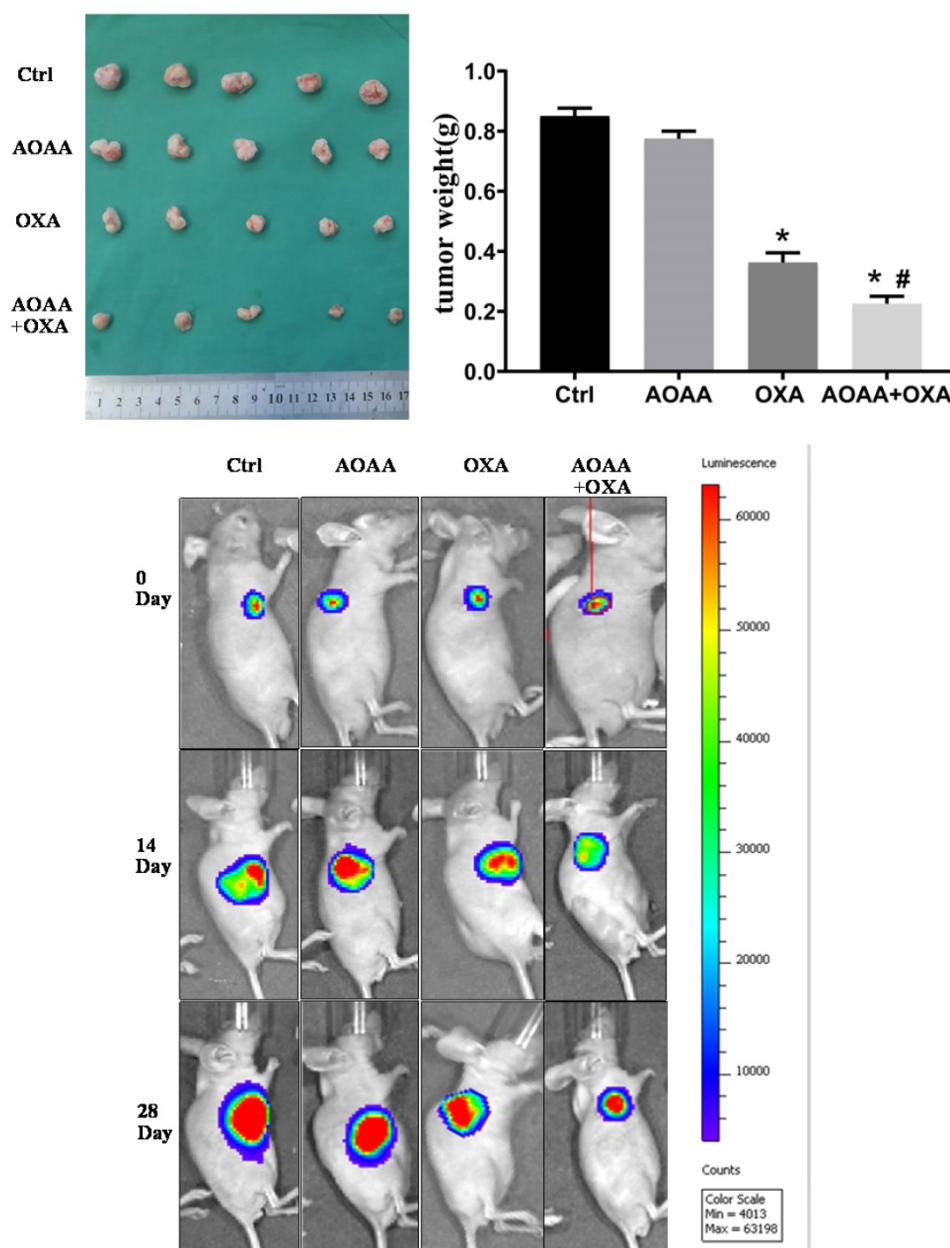 Ctrl
AOAA
OXA
AOAA
+OXA
1 2 3 4 5 6 7 8 9 10 11 12 13 14 15 16 17
tumor weight(g)
1.0
0.8
0.6
0.4
0.2
0.0
*
* #
Ctrl AOAA OXA AOAA+OXA
Ctrl AOAA OXA AOAA
+OXA
0
Day
14
Day
28
Day
Luminescence
60000
50000
40000
30000
20000
10000
Counts
Color Scale
Min = 4013
Max = 63198